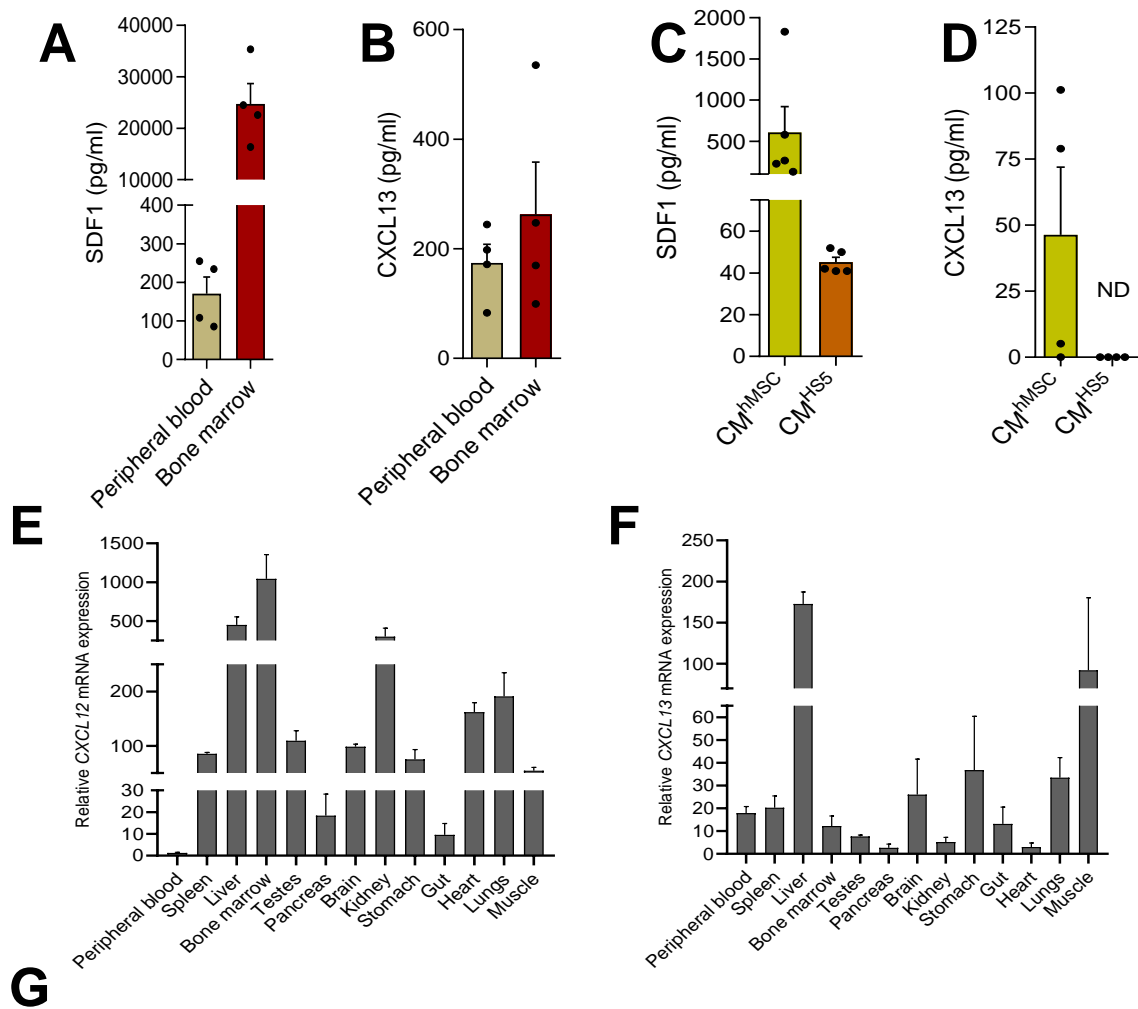 A
SDF1 (pg/ml)
40000
30000
20000
10000
400
300
200
100
0
Peripheral blood
Bone marrow
B
CXCL13 (pg/ml)
600
400
200
0
Peripheral blood
Bone marrow
C
SDF1 (pg/ml)
2000
1500
1000
500
60
40
20
0
CM^hMSC
CM^HS5
D
CXCL13 (pg/ml)
125
100
75
50
25
0
ND
CM^hMSC
CM^HS5
E
Relative CXCL12 mRNA expression
1500
1000
500
200
100
30
20
10
0
Peripheral blood
Spleen
Liver
Bone marrow
Testes
Pancreas
Brain
Kidney
Stomach
Gut
Heart
Lungs
Muscle
F
Relative CXCL13 mRNA expression
250
200
150
100
60
50
40
30
20
10
0
Peripheral blood
Spleen
Liver
Bone marrow
Testes
Pancreas
Brain
Kidney
Stomach
Gut
Heart
Lungs
Muscle
G